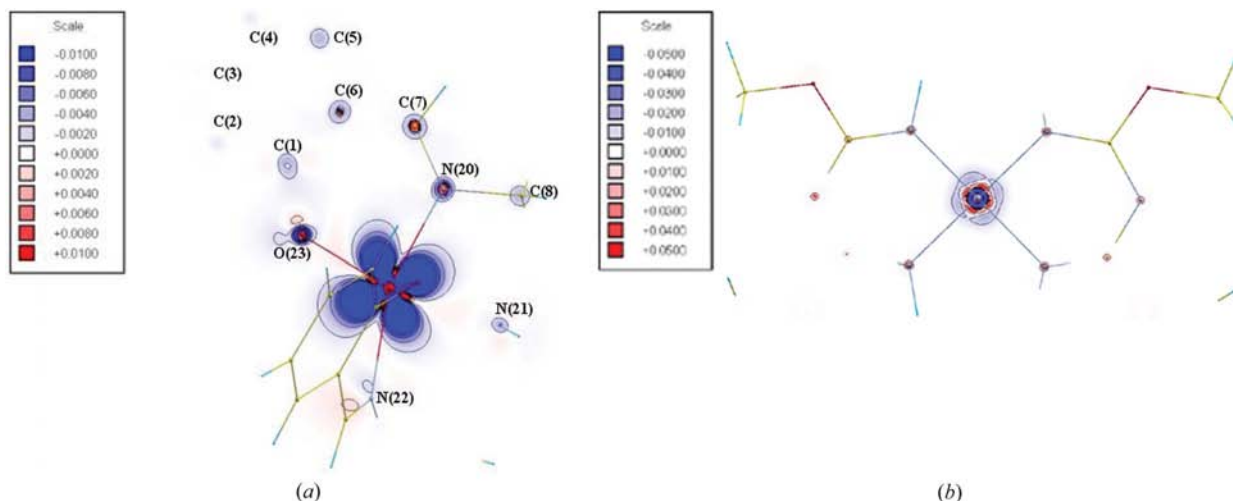 Scale
-0.0100
-0.0080
-0.0060
-0.0040
-0.0020
+0.0000
+0.0020
+0.0040
+0.0060
+0.0080
+0.0100
C(4)
C(5)
C(3)
C(6)
C(7)
C(2)
C(1)
N(20)
C(8)
O(23)
N(21)
N(22)
(a)
Scale
-0.0500
-0.0400
-0.0300
-0.0200
-0.0100
+0.0000
+0.0100
+0.0200
+0.0300
+0.0400
+0.0500
(b)